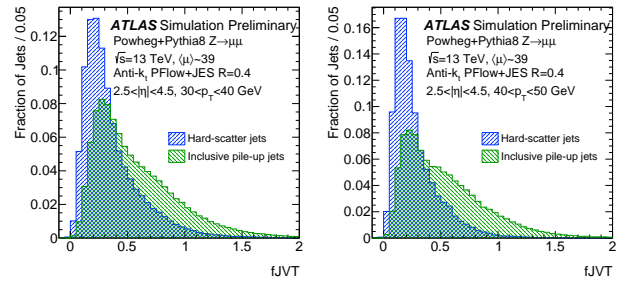 Fraction of Jets / 0.05
0.12
0.1
0.08
0.06
0.04
0.02
0
ATLAS Simulation Preliminary
Powheg+Pythia8 Z→μμ
√s=13 TeV, ⟨μ⟩~39
Anti-kt PFlow+JES R=0.4
2.5<|η|<4.5, 30<pT<40 GeV
Hard-scatter jets
Inclusive pile-up jets
0 0.5 1 1.5 2
fJVT
Fraction of Jets / 0.05
0.16
0.14
0.12
0.1
0.08
0.06
0.04
0.02
0
ATLAS Simulation Preliminary
Powheg+Pythia8 Z→μμ
√s=13 TeV, ⟨μ⟩~39
Anti-kt PFlow+JES R=0.4
2.5<|η|<4.5, 40<pT<50 GeV
Hard-scatter jets
Inclusive pile-up jets
0 0.5 1 1.5 2
fJVT